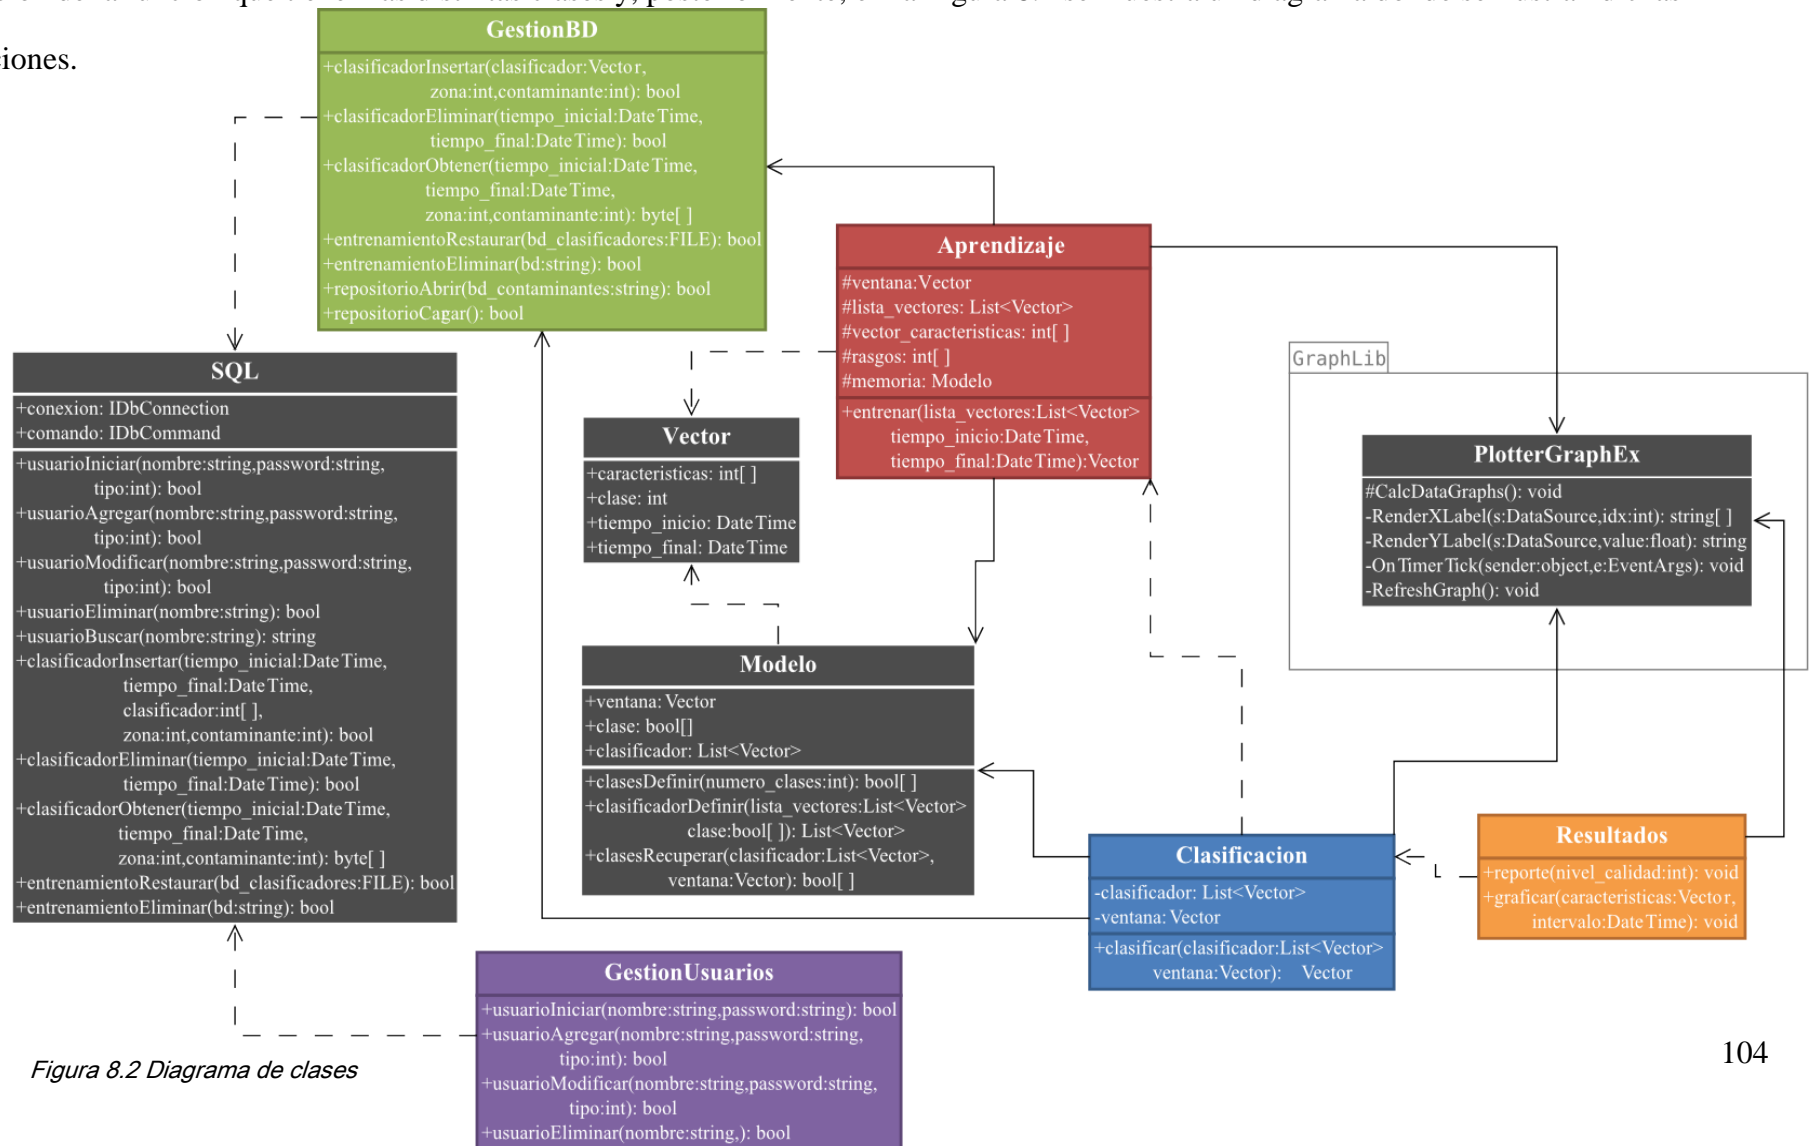 ciones.
GestionBD
+clasificadorInsertar(clasificador:Vector,
zona:int,contaminante:int): bool
+clasificadorEliminar(tiempo_inicial:DateTime,
tiempo_final:DateTime): bool
+clasificadorObtener(tiempo_inicial:DateTime,
tiempo_final:DateTime,
zona:int,contaminante:int): byte[ ]
+entrenamientoRestaurar(bd_clasificadores:FILE): bool
+entrenamientoEliminar(bd:string): bool
+repositorioAbrir(bd_contaminantes:string): bool
+repositorioCagar(): bool
SQL
+conexion: IDbConnection
+comando: IDbCommand
+usuarioIniciar(nombre:string,password:string,
tipo:int): bool
+usuarioAgregar(nombre:string,password:string,
tipo:int): bool
+usuarioModificar(nombre:string,password:string,
tipo:int): bool
+usuarioEliminar(nombre:string): bool
+usuarioBuscar(nombre:string): string
+clasificadorInsertar(tiempo_inicial:DateTime,
tiempo_final:DateTime,
clasificador:int[ ],
zona:int,contaminante:int): bool
+clasificadorEliminar(tiempo_inicial:DateTime,
tiempo_final:DateTime): bool
+clasificadorObtener(tiempo_inicial:DateTime,
tiempo_final:DateTime,
zona:int,contaminante:int): byte[ ]
+entrenamientoRestaurar(bd_clasificadores:FILE): bool
+entrenamientoEliminar(bd:string): bool
Aprendizaje
#ventana:Vector
#lista_vectores: List<Vector>
#vector_caracteristicas: int[ ]
#rasgos: int[ ]
#memoria: Modelo
+entrenar(lista_vectores:List<Vector>
tiempo_inicio:DateTime,
tiempo_final:DateTime):Vector
Vector
+caracteristicas: int[ ]
+clase: int
+tiempo_inicio: DateTime
+tiempo_final: DateTime
GraphLib
PlotterGraphEx
#CalcDataGraphs(): void
-RenderXLabel(s:DataSource,idx:int): string[ ]
-RenderYLabel(s:DataSource,value:float): string
-OnTimerTick(sender:object,e:EventArgs): void
-RefreshGraph(): void
Modelo
+ventana:Vector
+clase: bool[]
+clasificador: List<Vector>
+clasesDefinir(numero_clases:int): bool[ ]
+clasificadorDefinir(lista_vectores:List<Vector>
clase:bool[ ]): List<Vector>
+clasesRecuperar(clasificador:List<Vector>,
ventana:Vector): bool[ ]
Clasificacion
-clasificador: List<Vector>
-ventana:Vector
+clasificar(clasificador:List<Vector>
ventana:Vector): Vector
Resultados
+reporte(nivel_calidad:int): void
+graficar(caracteristicas:Vector,
intervalo:DateTime): void
GestionUsuarios
+usuarioIniciar(nombre:string,password:string): bool
+usuarioAgregar(nombre:string,password:string,
tipo:int): bool
+usuarioModificar(nombre:string,password:string,
tipo:int): bool
+usuarioEliminar(nombre:string,): bool
Figura 8.2 Diagrama de clases
104